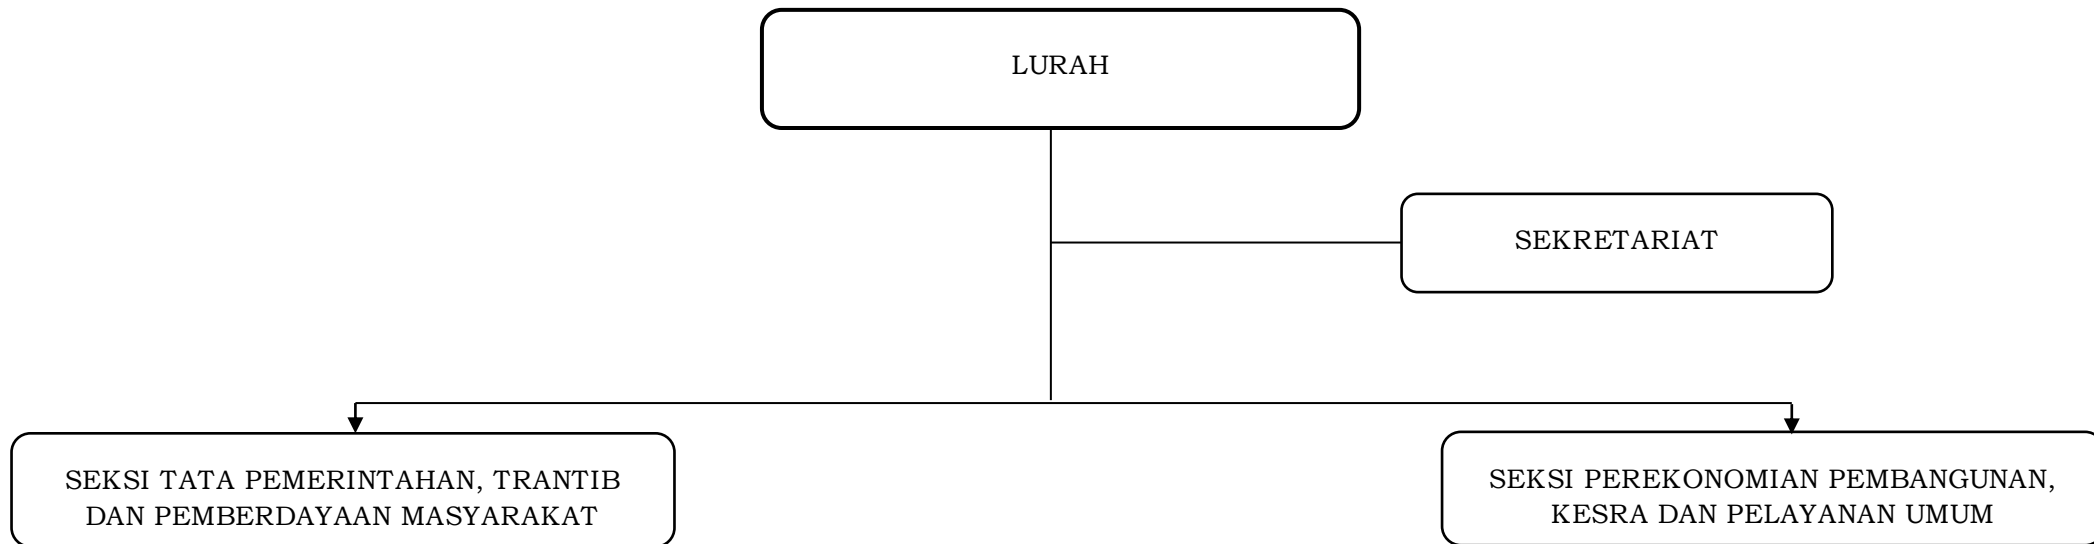 LURAH
SEKRETARIAT
SEKSI TATA PEMERINTAHAN, TRANTIB
DAN PEMBERDAYAAN MASYARAKAT
SEKSI PEREKONOMIAN PEMBANGUNAN,
KESRA DAN PELAYANAN UMUM